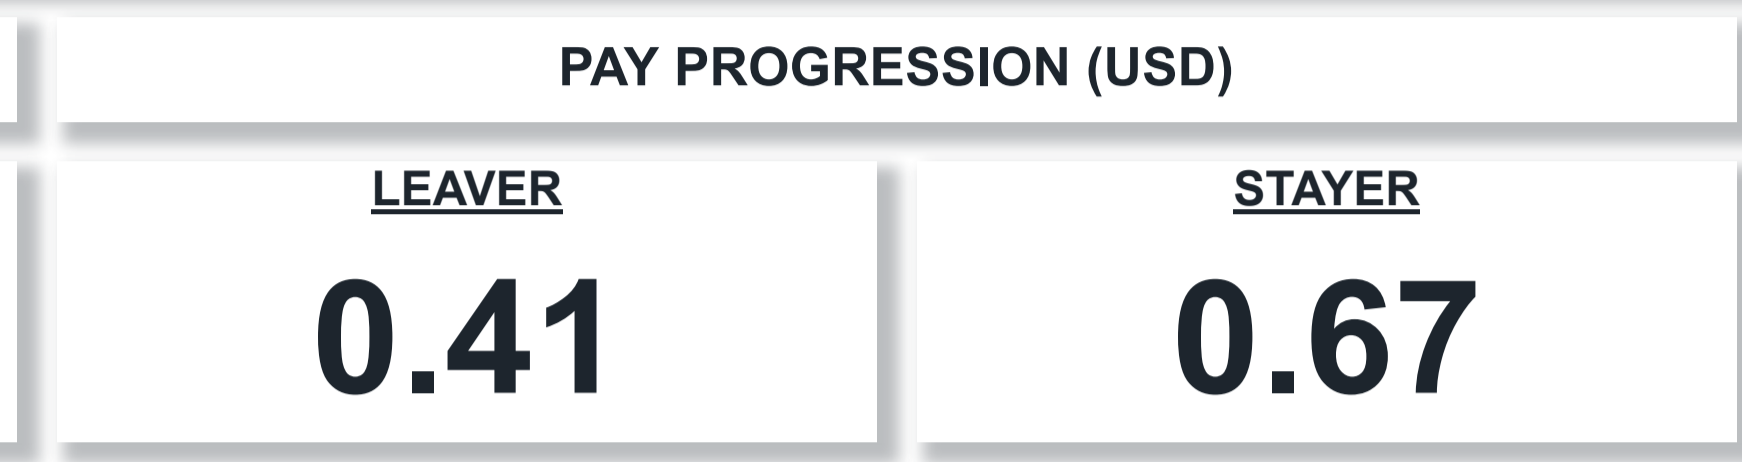 PAY PROGRESSION (USD)
LEAVER
STAYER
0.41
0.67